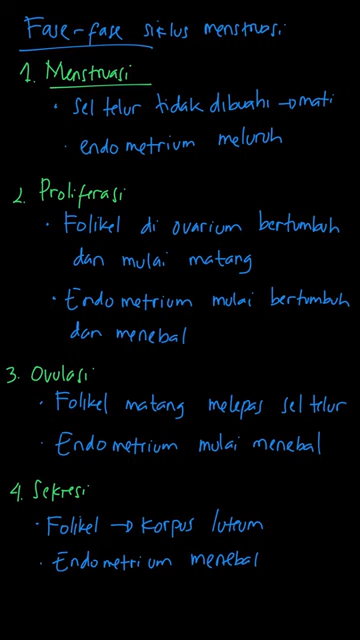 Fase-fase siklus menstruasi
1. Menstruasi
• Sel telur tidak dibuahi → mati
• endometrium meluruh
2. Proliferasi
• Folikel di ovarium bertumbuh
dan mulai matang
• Endometrium mulai bertumbuh
dan menebal
3. Ovulasi
• Folikel matang melepas sel telur
• Endometrium mulai menebal
4. Sekresi
• Folikel → Korpus luteum
• Endometrium menebal